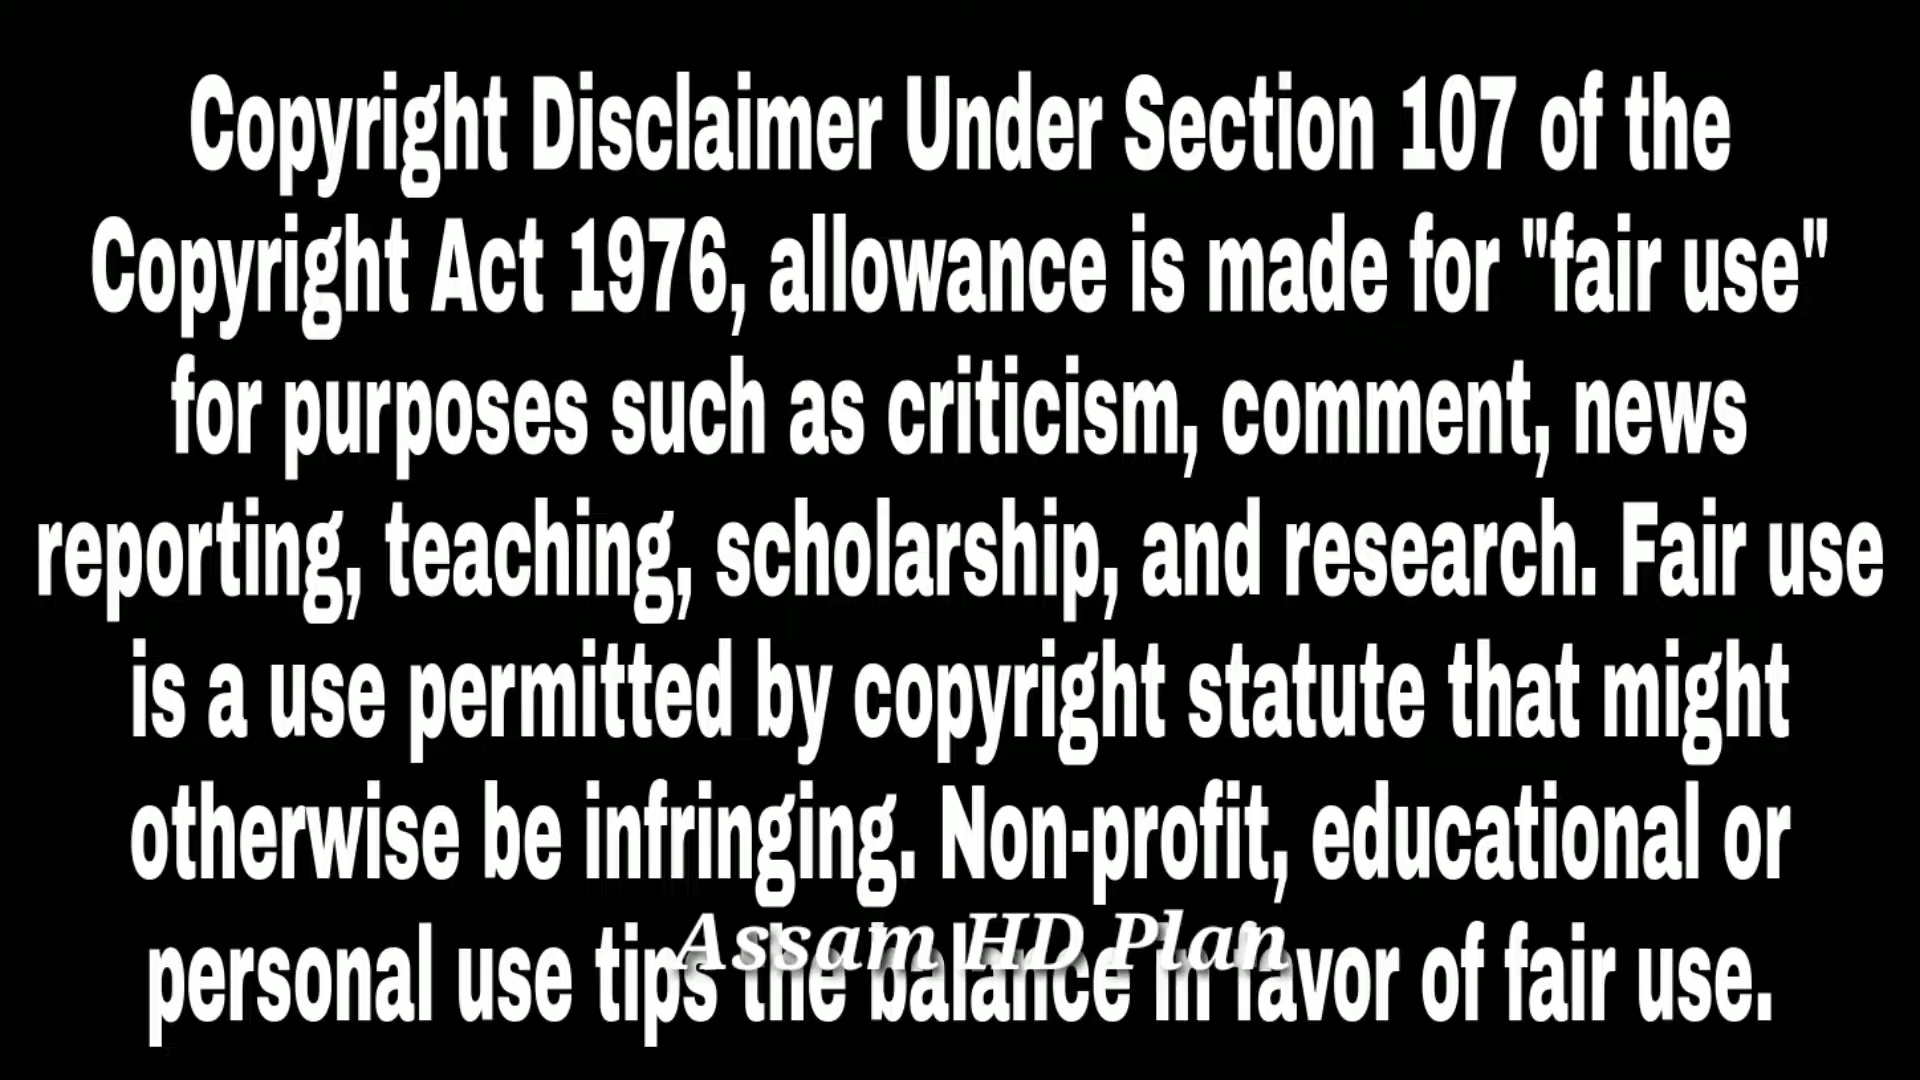 Copyright Disclaimer Under Section 107 of the
Copyright Act 1976, allowance is made for "fair use"
for purposes such as criticism, comment, news
reporting, teaching, scholarship, and research. Fair use
is a use permitted by copyright statute that might
otherwise be infringing. Non-profit, educational or
personal use tips the balance in favor of fair use.
Assam HD Plan